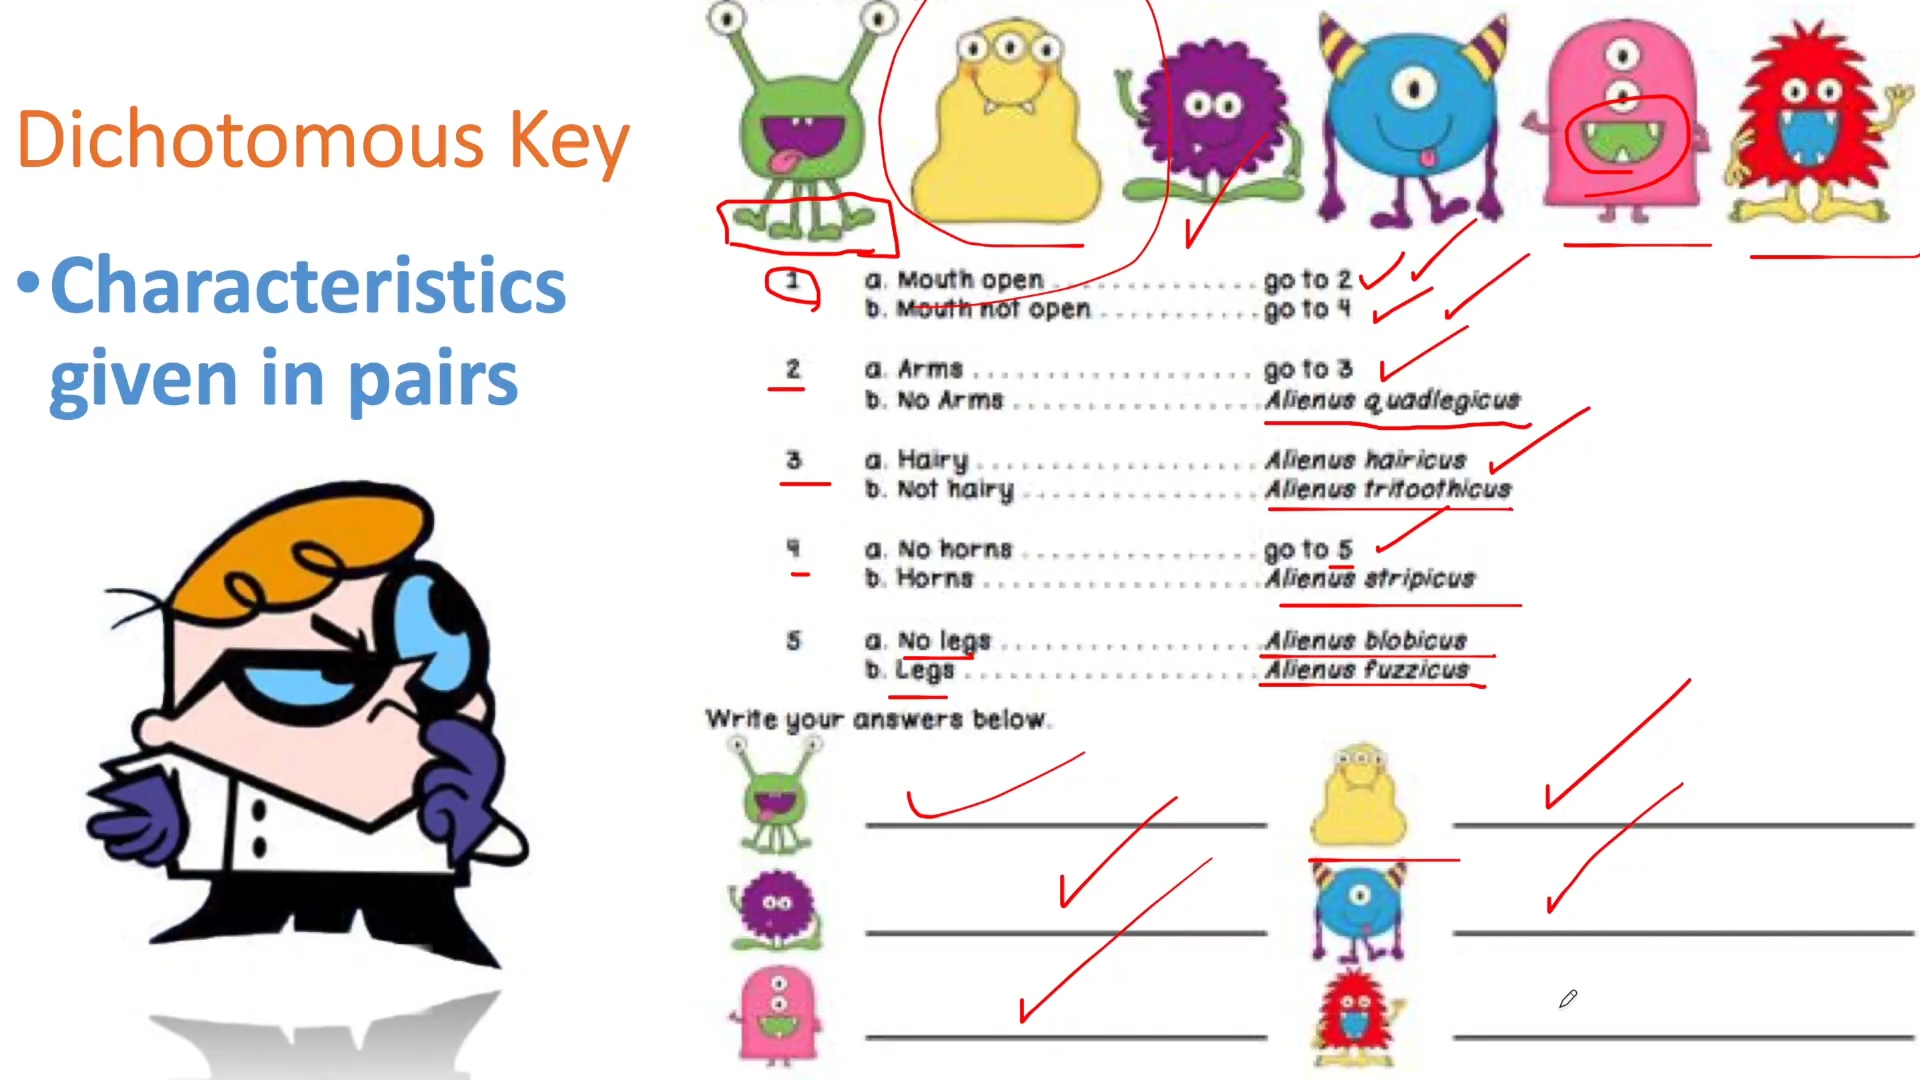 Dichotomous Key
• Characteristics
given in pairs
1 a. Mouth open .............. go to 2
b. Mouth not open ........... go to 4
2 a. Arms ................... go to 3
b. No Arms ................. Alienus quadlegicus
3 a. Hairy ................... Alienus hairicus
b. Not hairy ................ Alienus tritoothicus
4 a. No horns ................ go to 5
b. Horns ................... Alienus stripicus
5 a. No legs .................. Alienus blobicus
b. Legs .................... Alienus fuzzicus
Write your answers below.